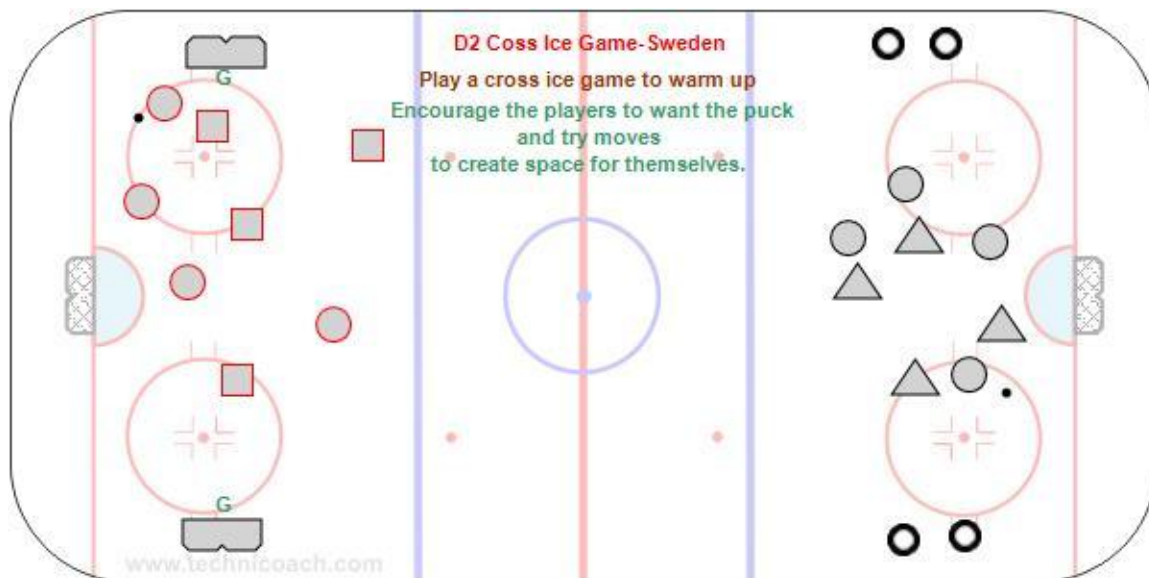 D2 Coss Ice Game-Sweden
Play a cross ice game to warm up
Encourage the players to want the puck
and try moves
to create space for themselves.
G
G
www.technicoach.com